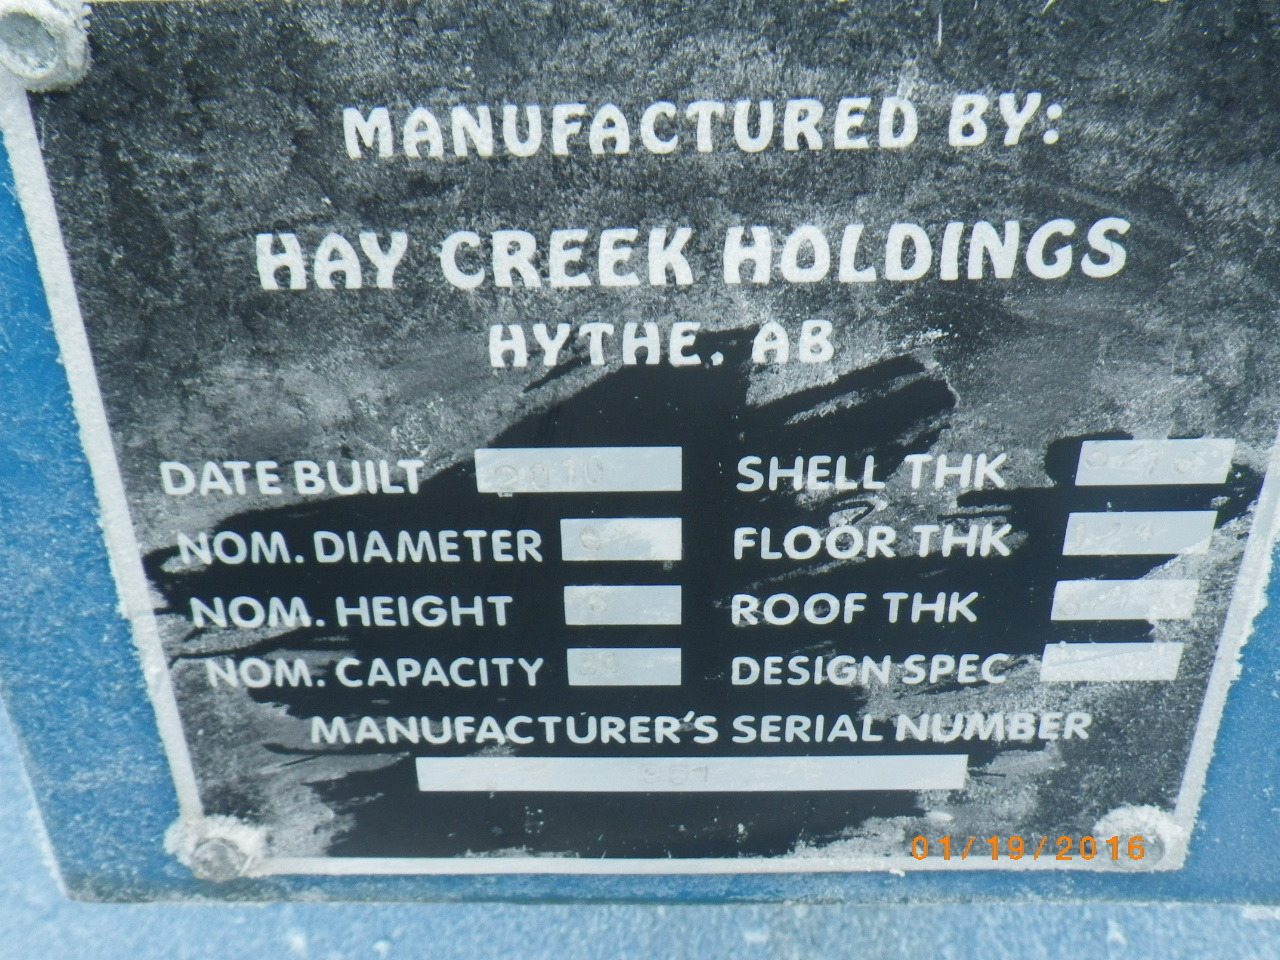 MANUFACTURED BY:
HAY CREEK HOLDINGS
HYTHE. AB
DATE BUILT 2010 SHELL THK
NOM. DIAMETER FLOOR THK
NOM. HEIGHT ROOF THK
NOM. CAPACITY DESIGN SPEC
MANUFACTURER'S SERIAL NUMBER
01/19/2016